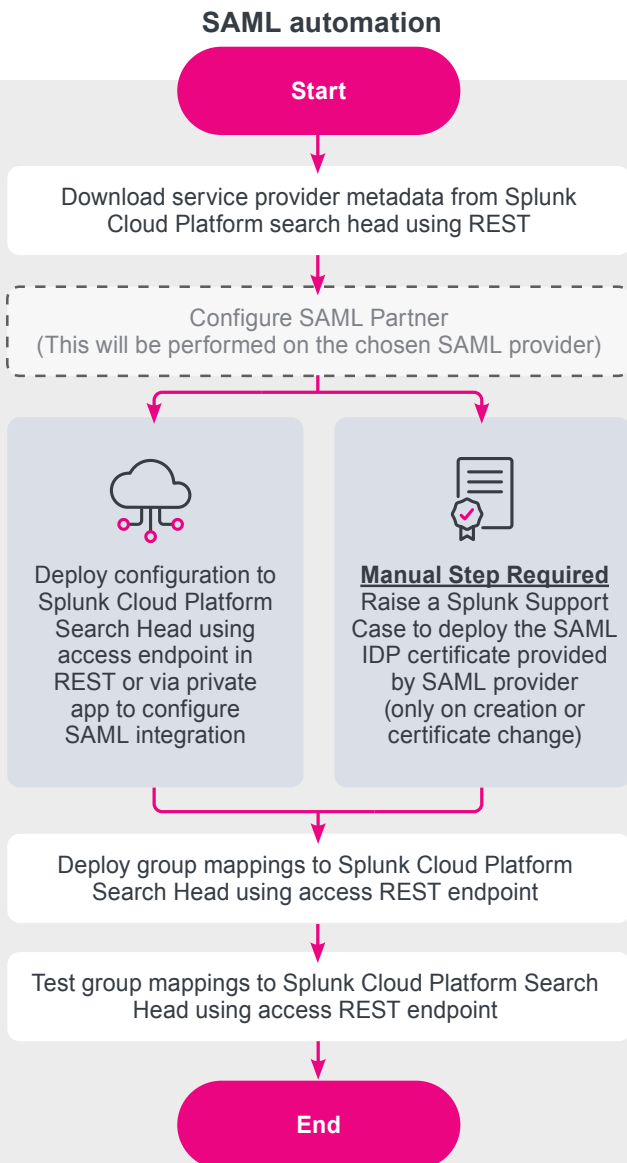 SAML automation
Start
Download service provider metadata from Splunk
Cloud Platform search head using REST
Configure SAML Partner
(This will be performed on the chosen SAML provider)
Deploy configuration to
Splunk Cloud Platform
Search Head using
access endpoint in
REST or via private
app to configure
SAML integration
Manual Step Required
Raise a Splunk Support
Case to deploy the SAML
IDP certificate provided
by SAML provider
(only on creation or
certificate change)
Deploy group mappings to Splunk Cloud Platform
Search Head using access REST endpoint
Test group mappings to Splunk Cloud Platform Search
Head using access REST endpoint
End